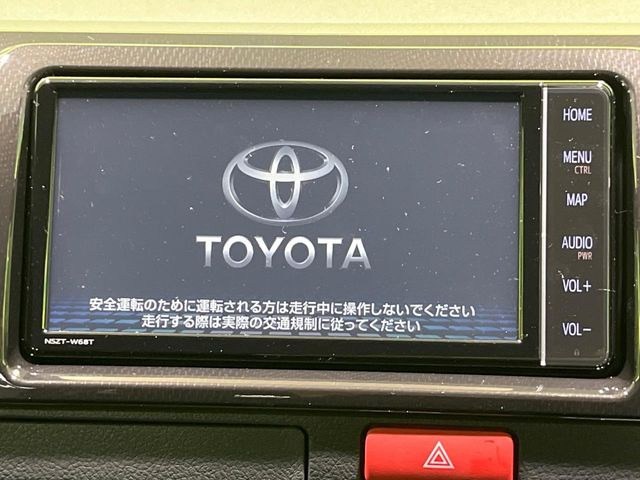 TOYOTA
安全運転のために運転される方は走行中に操作しないでください
走行する際は実際の交通規制に従ってください
NSZT-W68T
HOME
MENU
CTRL
MAP
AUDIO
PWR
VOL+
VOL-